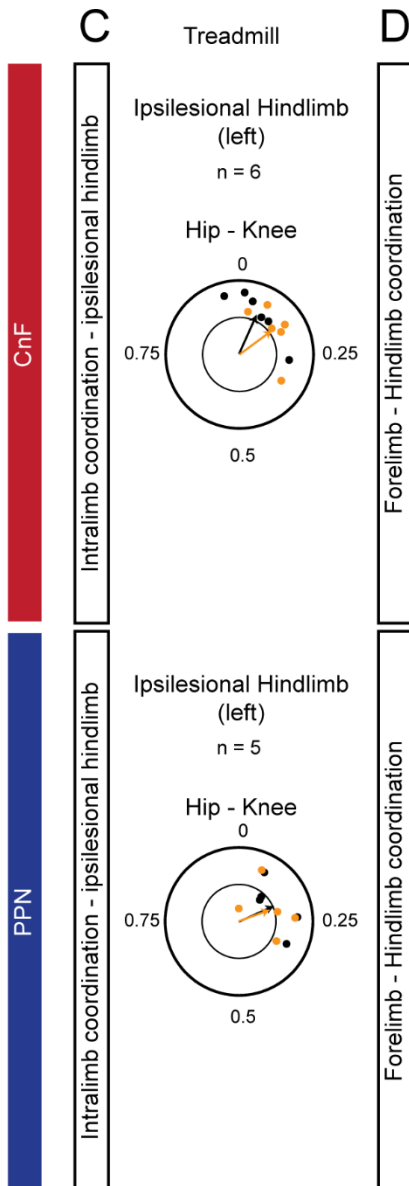 C
D
Treadmill
CnF
Intralimb coordination - ipsilesional hindlimb
Ipsilesional Hindlimb
(left)
n = 6
Hip - Knee
0
0.75
0.25
0.5
Forelimb - Hindlimb coordination
PPN
Intralimb coordination - ipsilesional hindlimb
Ipsilesional Hindlimb
(left)
n = 5
Hip - Knee
0
0.75
0.25
0.5
Forelimb - Hindlimb coordination